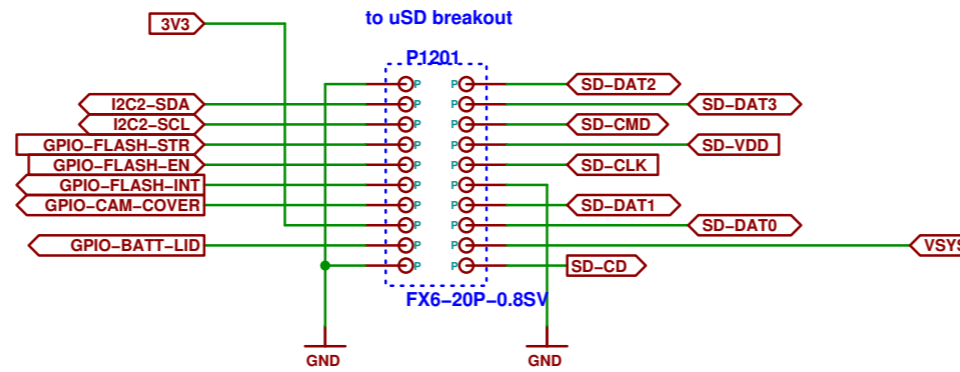 to uSD breakout
3V3
P1201
P P SD-DAT2
I2C2-SDA P P SD-DAT3
I2C2-SCL P P SD-CMD
GPIO-FLASH-STR P P SD-VDD
GPIO-FLASH-EN P P SD-CLK
GPIO-FLASH-INT P P
GPIO-CAM-COVER P P SD-DAT1
P P SD-DAT0
GPIO-BATT-LID P P VSYS
P P SD-CD
FX6-20P-0.8SV
GND GND